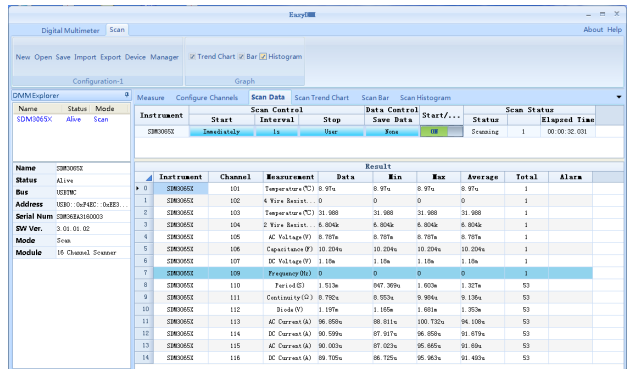 Easy
Digital Multimeter Scan About Help
New Open Save Import Export Device Manager
Trend Chart Bar Histogram
Configuration-1 Graph
DMMExplorer
Name Status Mode
SDM3065X Alive Scan
Name SDM3065X
Status Alive
Bus USBTMC
Address USB0::0xF4EC::0xEE3...
Serial Num SDM36EA3160003
SW Ver. 3.01.01.02
Mode Scan
Module 16 Channel Scanner
Measure Configure Channels Scan Data Scan Trend Chart Scan Bar Scan Histogram
Instrument Scan Control Data Control Start/... Scan Status
Start Interval Stop Save Data Status Elapsed Time
SDM3065X Immediately 1s User None ON Scanning 1 00:00:32.031
Result
Instrument Channel Measurement Data Min Max Average Total Alarm
0 SDM3065X 101 Temperature(℃) 8.97u 8.97u 8.97u 8.97u 1
1 SDM3065X 102 4 Wire Resist... 0 0 0 0 1
2 SDM3065X 103 Temperature(℃) 31.988 31.988 31.988 31.988 1
3 SDM3065X 104 2 Wire Resist... 6.804k 6.804k 6.804k 6.804k 1
4 SDM3065X 105 AC Voltage(V) 8.787m 8.787m 8.787m 8.787m 1
5 SDM3065X 106 Capacitance(F) 10.204u 10.204u 10.204u 10.204u 1
6 SDM3065X 107 DC Voltage(V) 1.18m 1.18m 1.18m 1.18m 1
7 SDM3065X 109 Frequency(Hz) 0 0 0 0 1
8 SDM3065X 110 Period(S) 1.513m 847.369u 1.603m 1.327m 53
9 SDM3065X 111 Continuity(Ω) 8.792u 8.553u 9.984u 9.136u 53
10 SDM3065X 112 Diode(V) 1.197m 1.165m 1.681m 1.353m 53
11 SDM3065X 113 AC Current(A) 96.858u 88.811u 100.732u 94.108u 53
12 SDM3065X 114 DC Current(A) 90.599u 87.917u 96.858u 91.679u 53
13 SDM3065X 115 AC Current(A) 90.003u 87.023u 95.665u 91.69u 53
14 SDM3065X 116 DC Current(A) 89.705u 86.725u 95.963u 91.493u 53